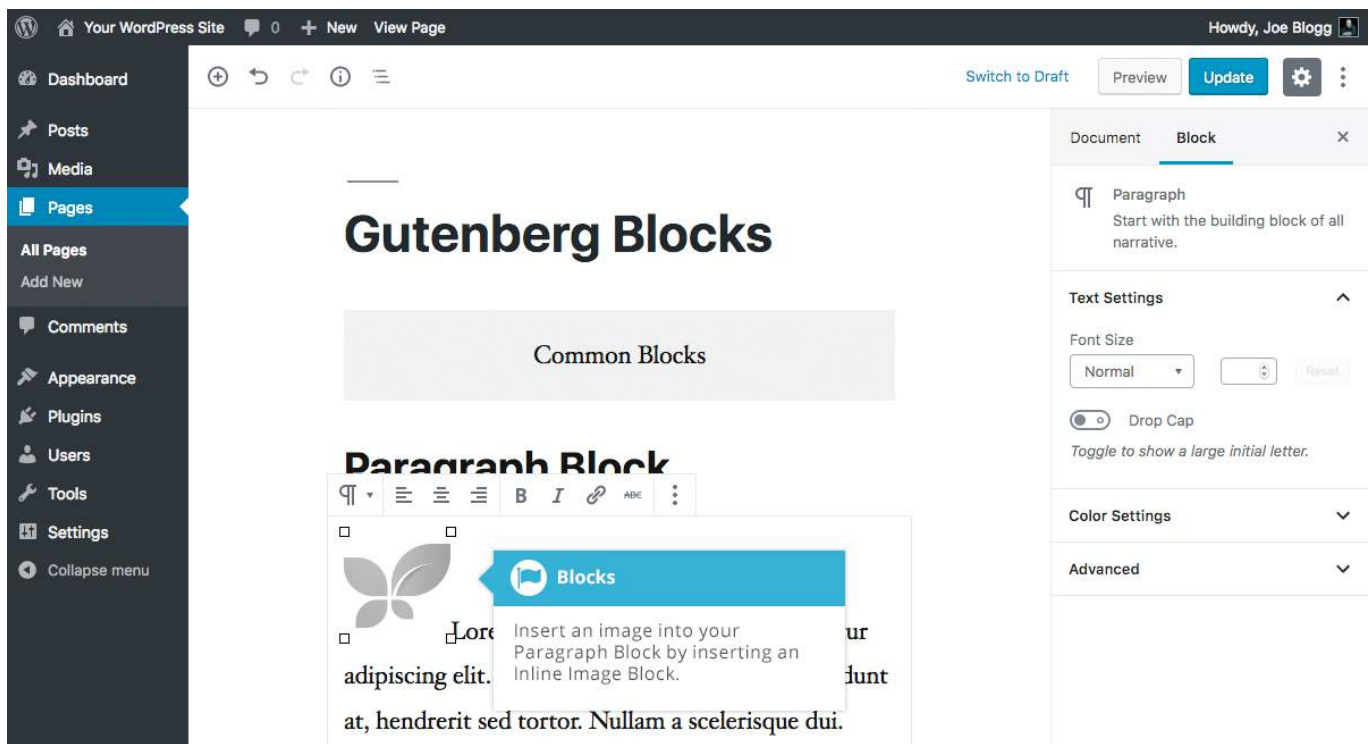 Your WordPress Site 0 New View Page Howdy, Joe Blogg
Dashboard
Posts
Media
Pages
All Pages
Add New
Comments
Appearance
Plugins
Users
Tools
Settings
Collapse menu
Switch to Draft Preview Update
Gutenberg Blocks
Common Blocks
Paragraph Block
B I ABC
Blocks
Insert an image into your
Paragraph Block by inserting an
Inline Image Block.
adipiscing elit.
at, hendrerit sed tortor. Nullam a scelerisque dui.
Document Block
Paragraph
Start with the building block of all
narrative.
Text Settings
Font Size
Normal Reset
Drop Cap
Toggle to show a large initial letter.
Color Settings
Advanced